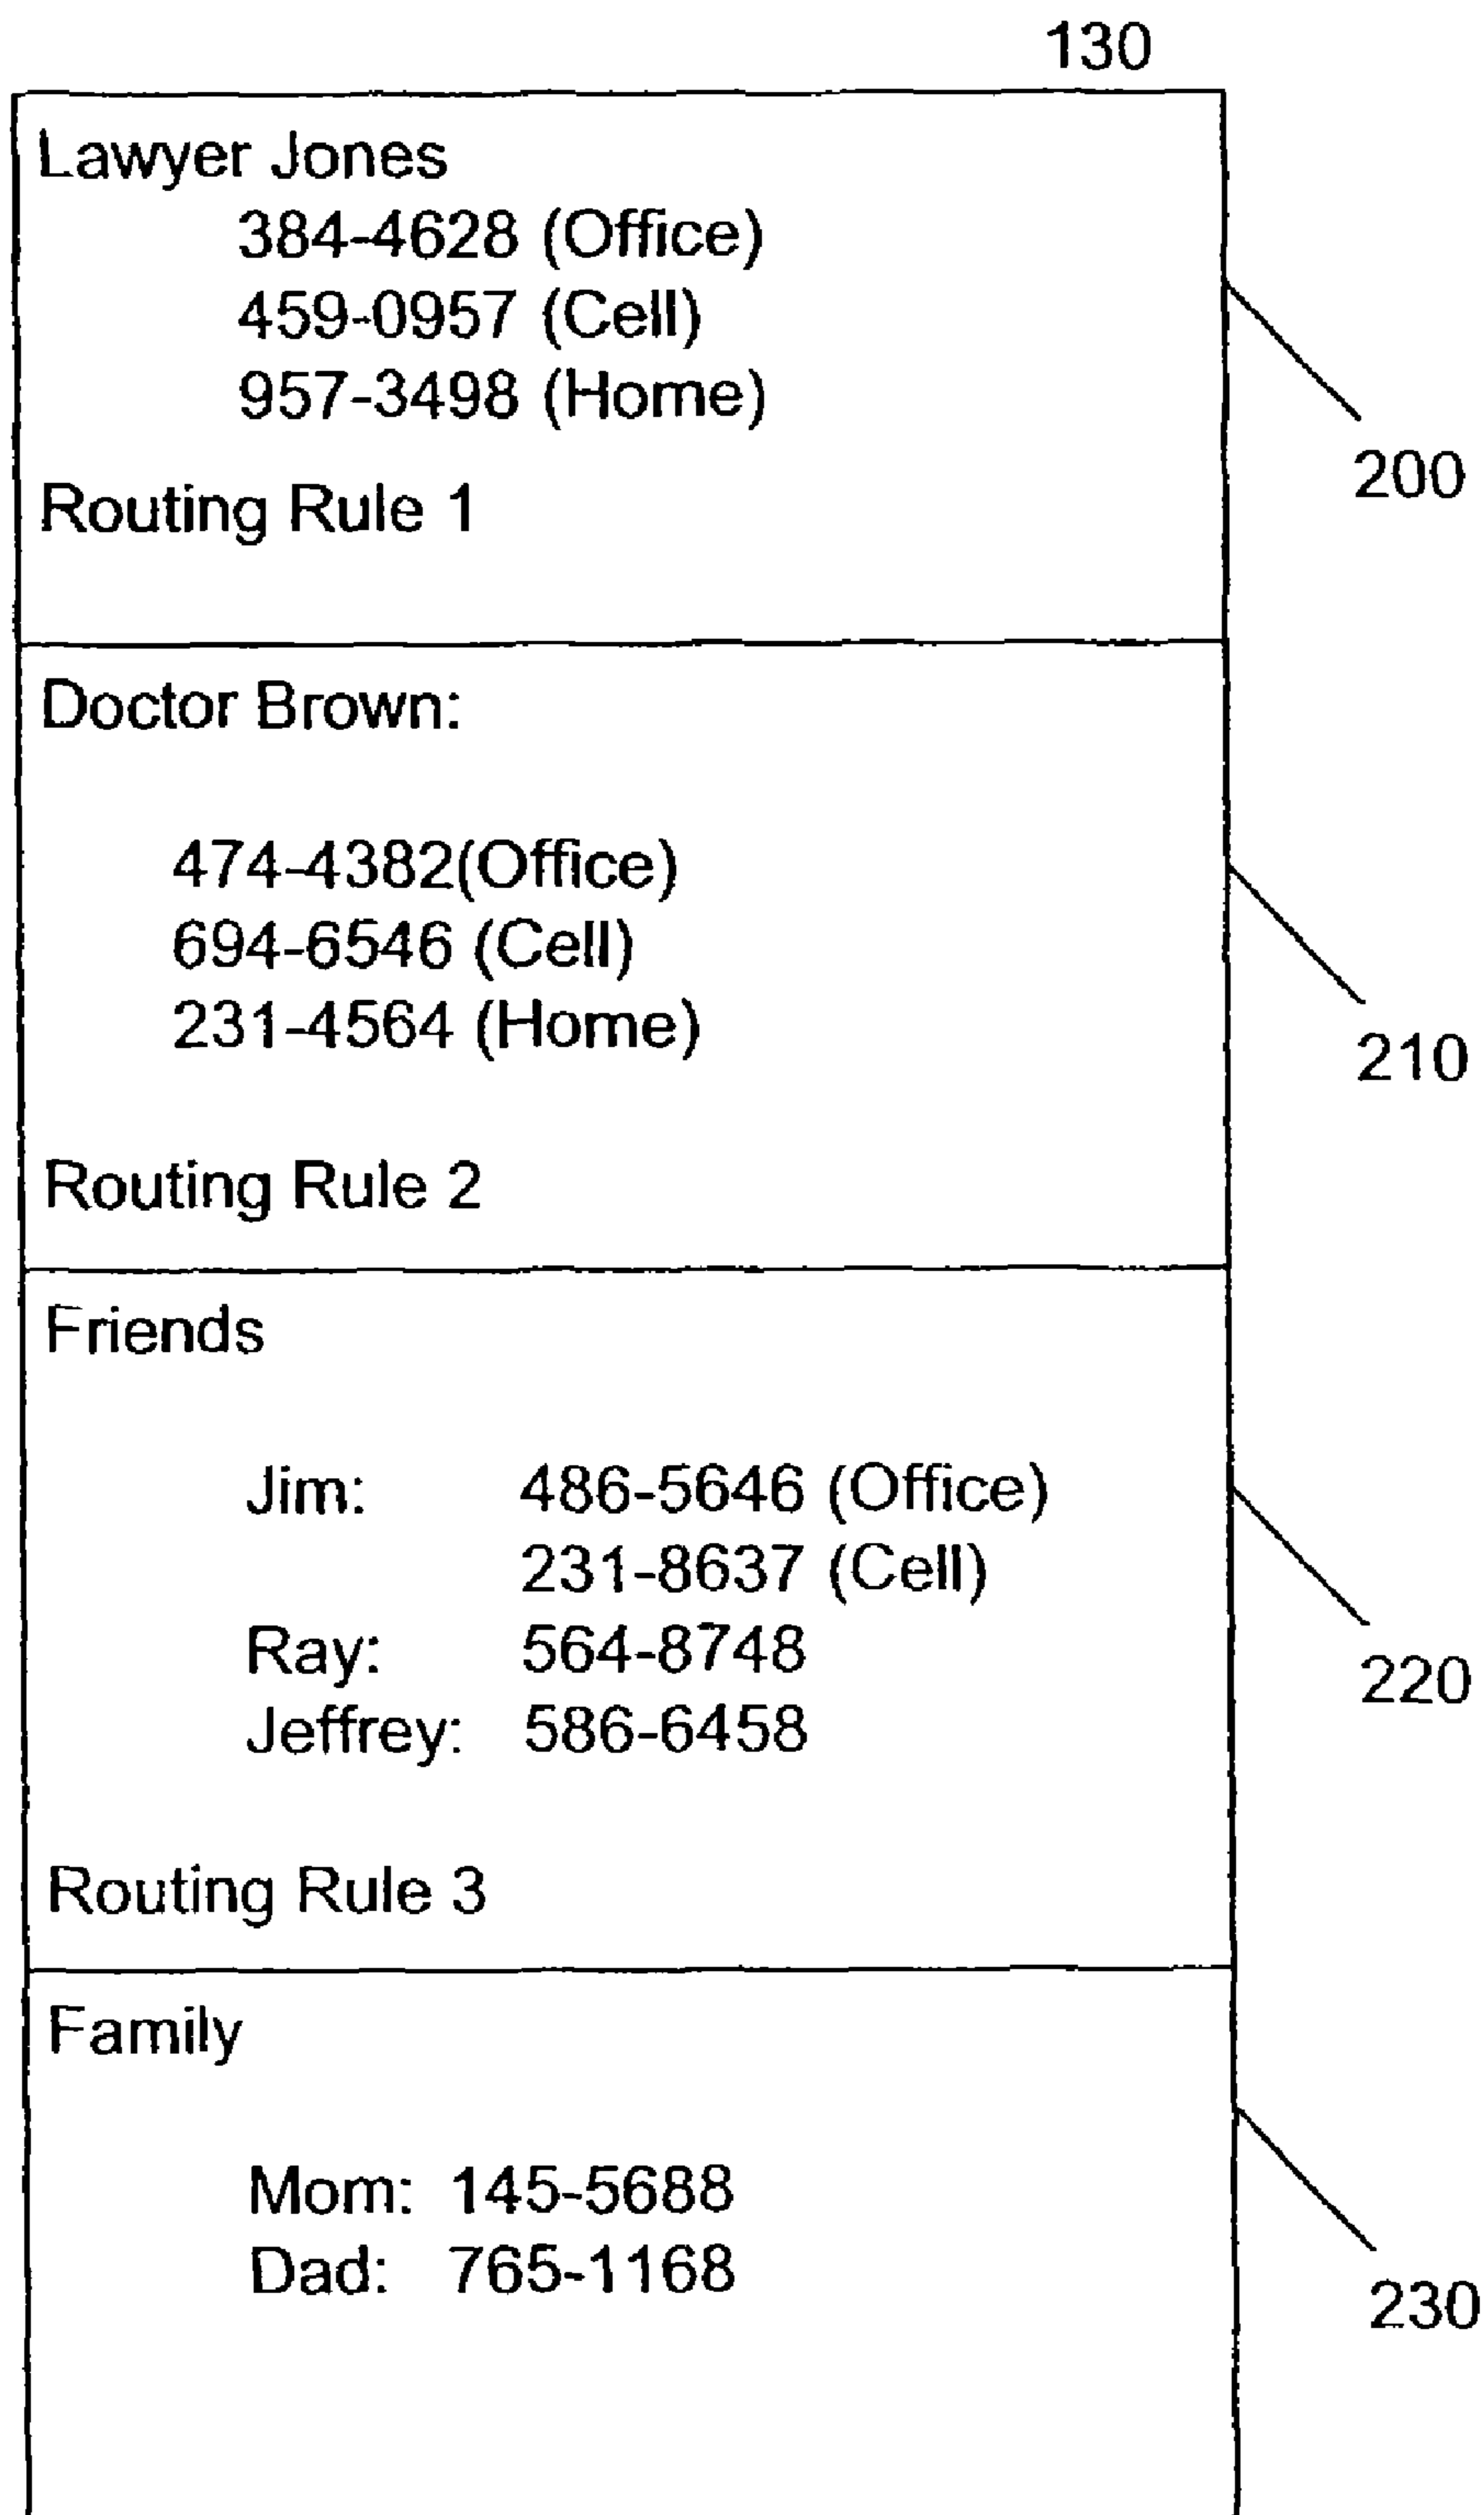 130
Lawyer Jones
384-4628 (Office)
459-0957 (Cell)
957-3498 (Home)
200
Routing Rule 1
Doctor Brown:
474-4382(Office)
694-6546 (Cell)
231-4564 (Home)
210
Routing Rule 2
Friends
Jim: 486-5646 (Office)
231-8637 (Cell)
Ray: 564-8748
220
Jeffrey: 586-6458
Routing Rule 3
Family
Mom: 145-5688
Dad: 765-1168
230